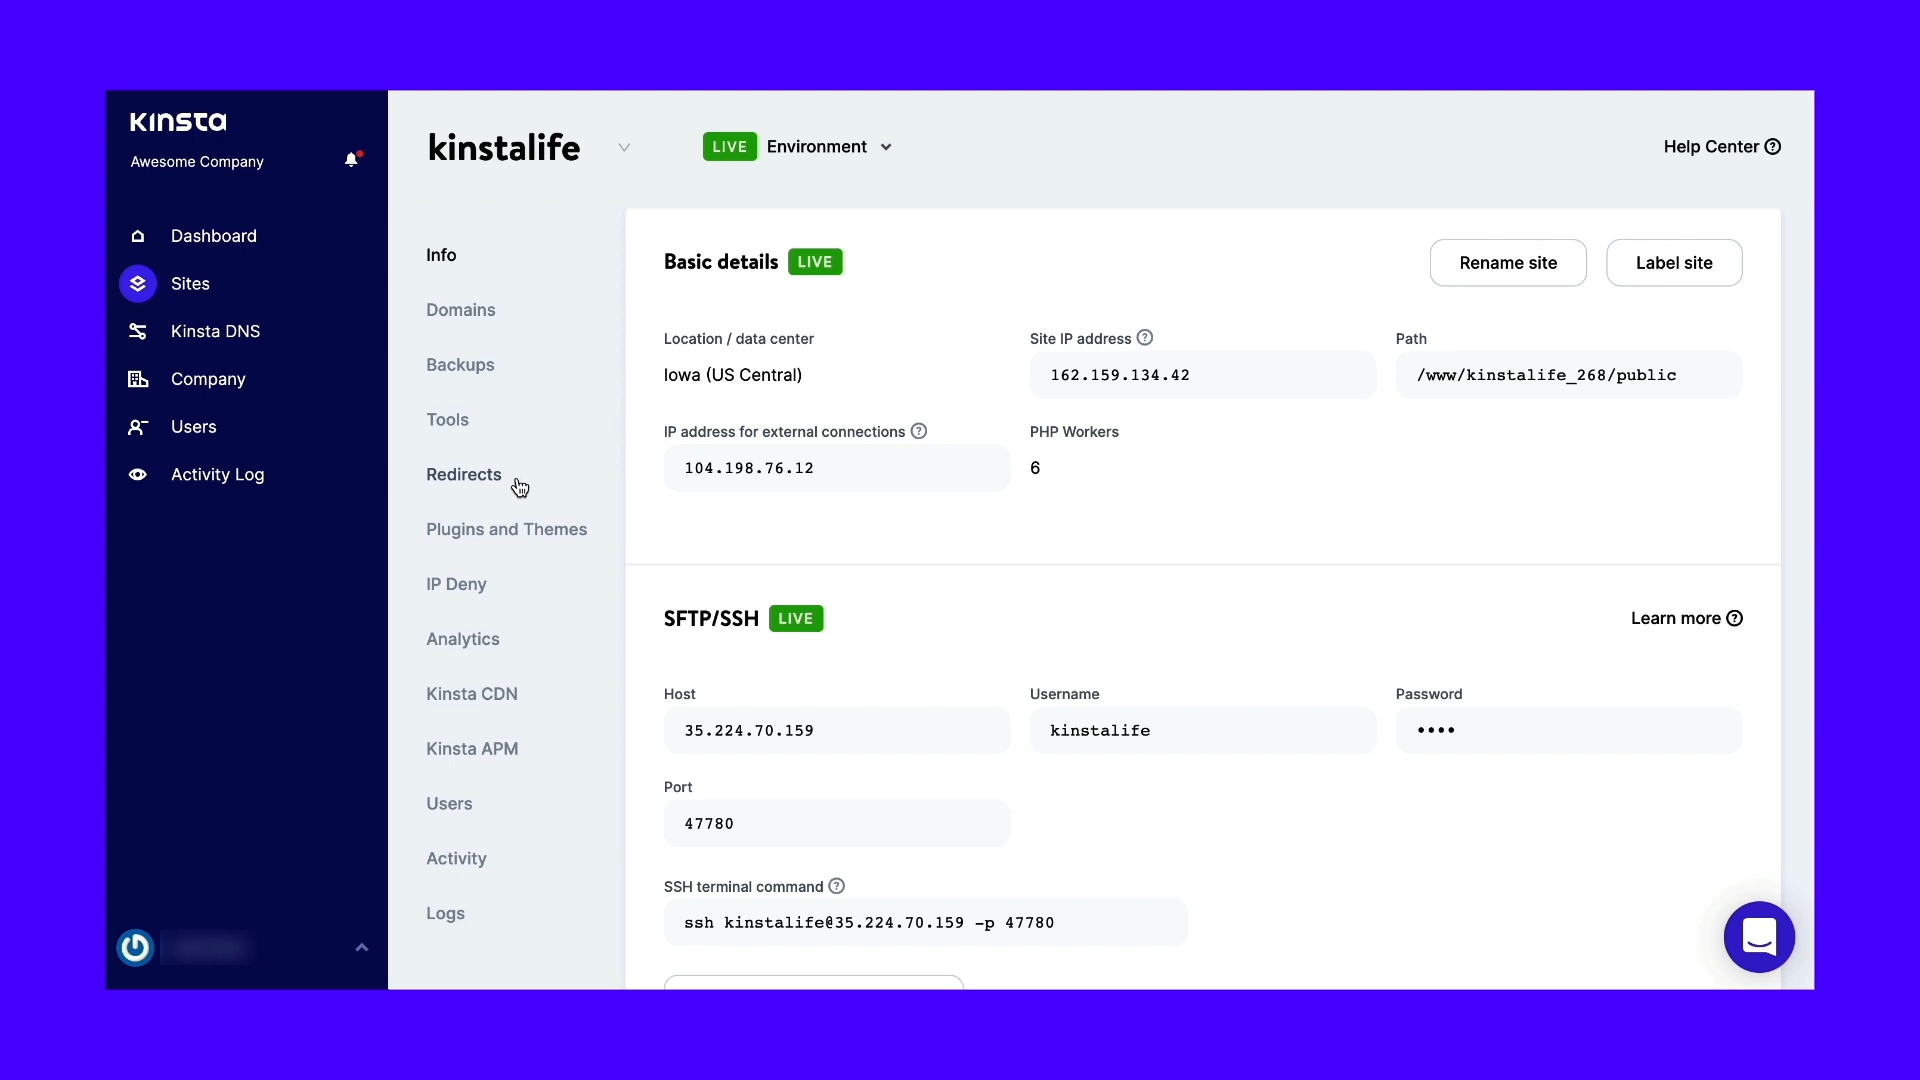 KINSTA
Awesome Company
Dashboard
Sites
Kinsta DNS
Company
Users
Activity Log
kinstalife
LIVE Environment
Help Center
Info
Domains
Backups
Tools
Redirects
Plugins and Themes
IP Deny
Analytics
Kinsta CDN
Kinsta APM
Users
Activity
Logs
Basic details LIVE
Rename site
Label site
Location / data center
Iowa (US Central)
Site IP address
162.159.134.42
Path
/www/kinstalife_268/public
IP address for external connections
104.198.76.12
PHP Workers
6
SFTP/SSH LIVE
Learn more
Host
35.224.70.159
Username
kinstalife
Password
••••
Port
47780
SSH terminal command
ssh kinstalife@35.224.70.159 -p 47780